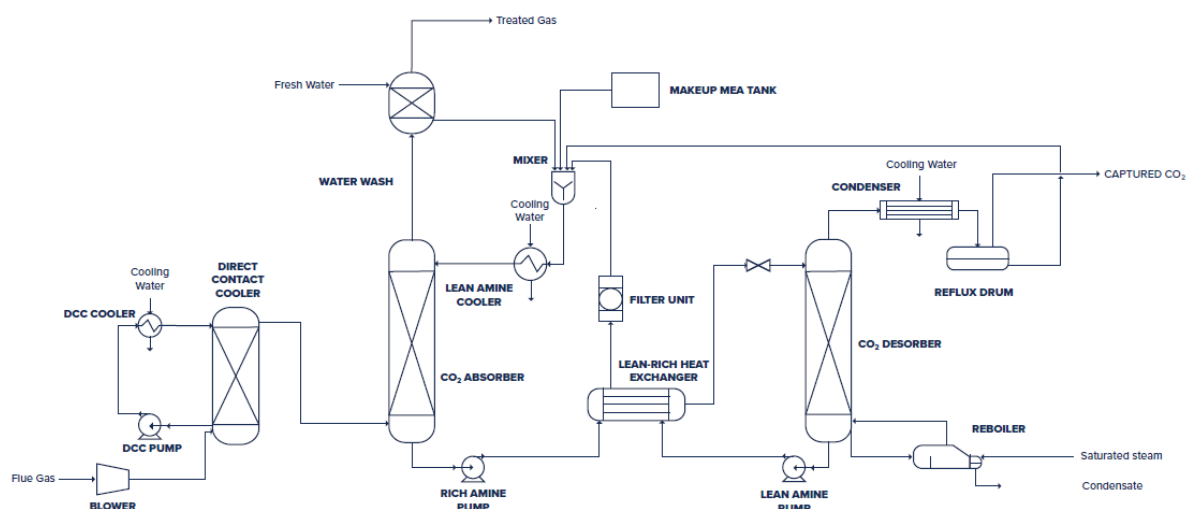 Treated Gas
Fresh Water
MAKEUP MEA TANK
MIXER
WATER WASH
Cooling Water
CONDENSER
CAPTURED CO₂
Cooling
Water
DIRECT
CONTACT
COOLER
Cooling
Water
LEAN AMINE
COOLER
FILTER UNIT
REFLUX DRUM
DCC COOLER
CO₂ ABSORBER
LEAN-RICH HEAT
EXCHANGER
CO₂ DESORBER
DCC PUMP
REBOILER
Saturated steam
Flue Gas
Condensate
BLOWER
RICH AMINE
PUMP
LEAN AMINE
PUMP